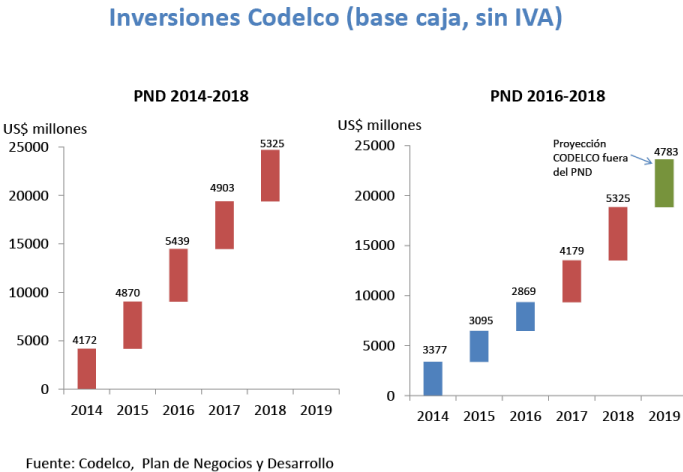 Inversiones Codelco (base caja, sin IVA)
PND 2014-2018
US$ millones
25000
20000
15000
10000
5000
0
4172
4870
5439
4903
5325
2014 2015 2016 2017 2018 2019
PND 2016-2018
US$ millones
25000
20000
15000
10000
5000
0
3377
3095
2869
4179
5325
4783
Proyección
CODELCO fuera
del PND
2014 2015 2016 2017 2018 2019
Fuente: Codelco, Plan de Negocios y Desarrollo